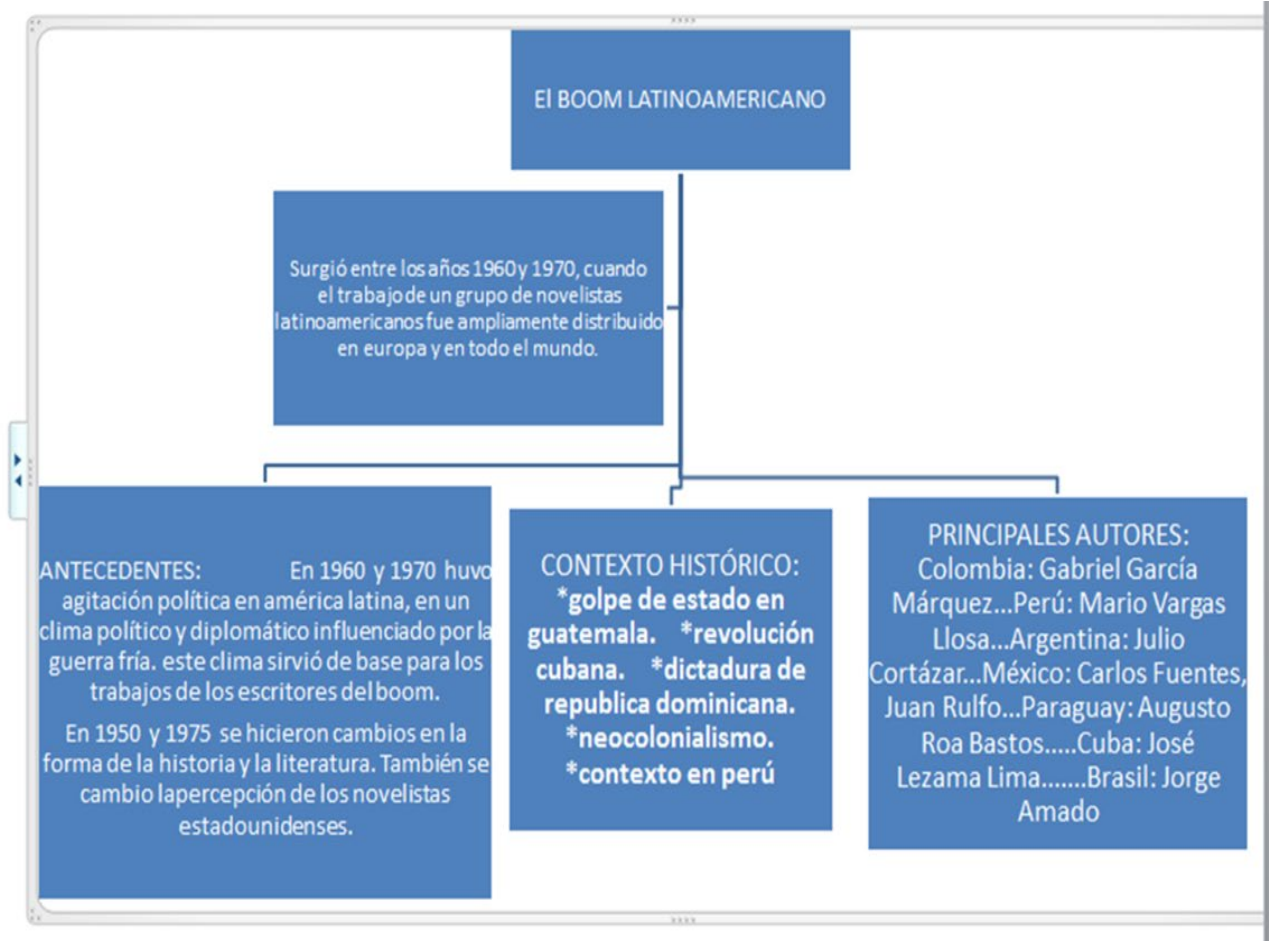 El BOOM LATINOAMERICANO
Surgió entre los años 1960 y 1970, cuando
el trabajo de un grupo de novelistas
latinoamericanos fue ampliamente distribuido
en europa y en todo el mundo.
ANTECEDENTES: En 1960 y 1970 huvo
agitación política en américa latina, en un
clima político y diplomático influenciado por la
guerra fría. este clima sirvió de base para los
trabajos de los escritores del boom.
En 1950 y 1975 se hicieron cambios en la
forma de la historia y la literatura. También se
cambio lapercepción de los novelistas
estadounidenses.
CONTEXTO HISTÓRICO:
*golpe de estado en
guatemala. *revolución
cubana. *dictadura de
republica dominicana.
*neocolonialismo.
*contexto en perú
PRINCIPALES AUTORES:
Colombia: Gabriel García
Márquez...Perú: Mario Vargas
Llosa...Argentina: Julio
Cortázar...México: Carlos Fuentes,
Juan Rulfo...Paraguay: Augusto
Roa Bastos.....Cuba: José
Lezama Lima.......Brasil: Jorge
Amado